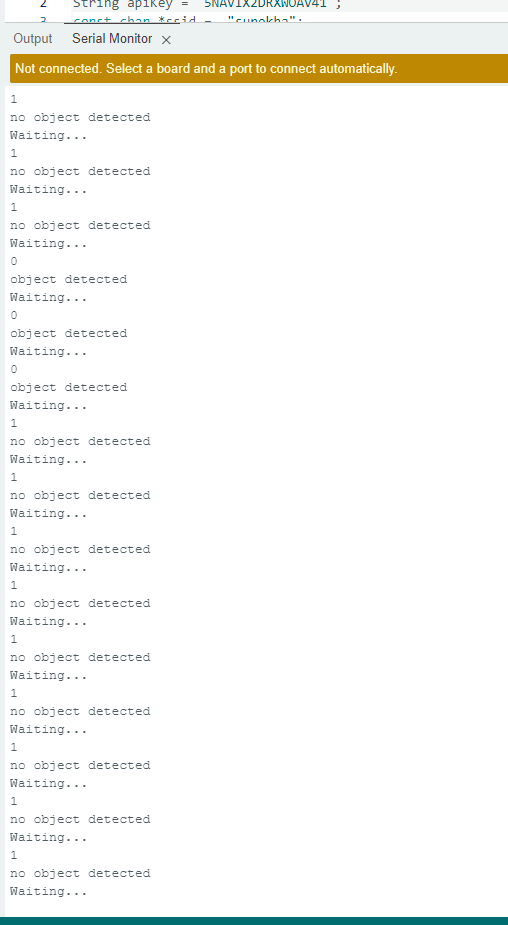 2 String apiKey =
3 const char *ssid =
Output Serial Monitor
Not connected. Select a board and a port to connect automatically.
1
no object detected
Waiting...
1
no object detected
Waiting...
1
no object detected
Waiting...
0
object detected
Waiting...
0
object detected
Waiting...
0
object detected
Waiting...
1
no object detected
Waiting...
1
no object detected
Waiting...
1
no object detected
Waiting...
1
no object detected
Waiting...
1
no object detected
Waiting...
1
no object detected
Waiting...
1
no object detected
Waiting...
1
no object detected
Waiting...
1
no object detected
Waiting...